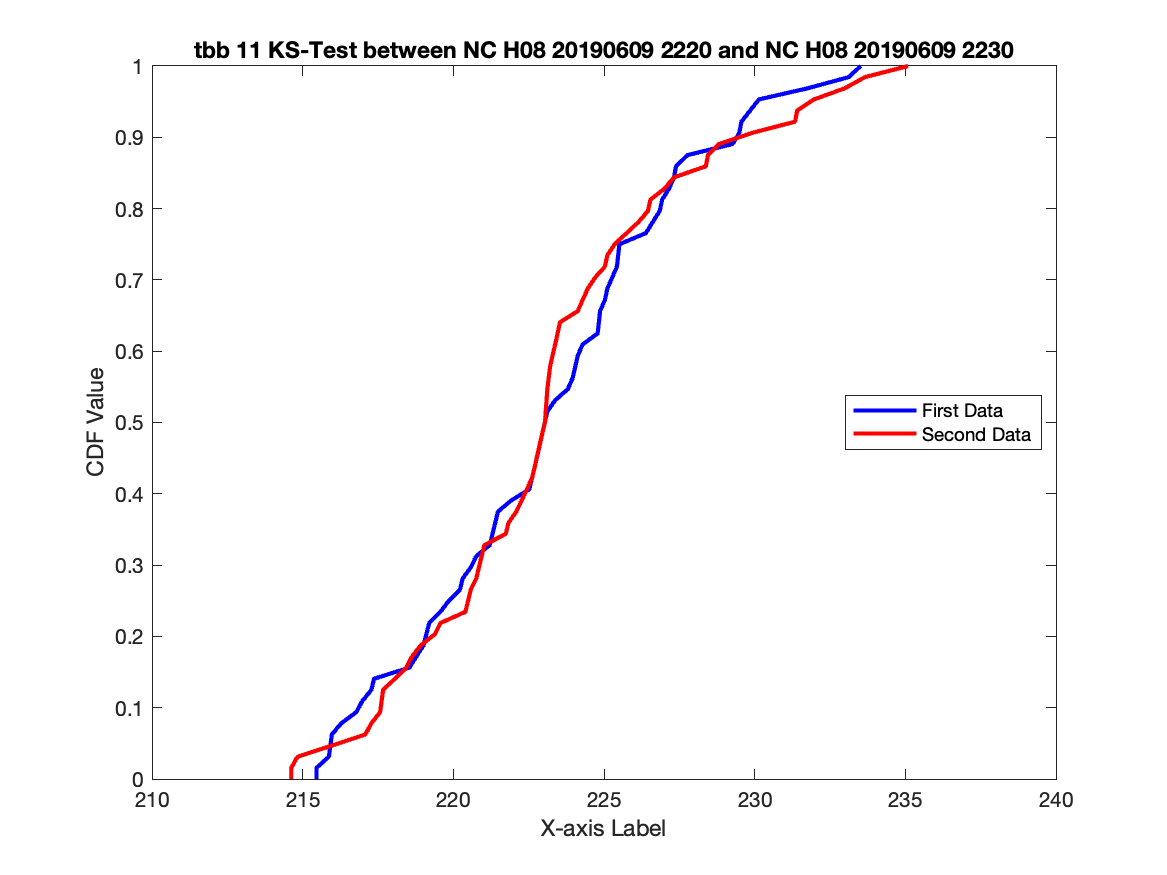 tbb 11 KS-Test between NC H08 20190609 2220 and NC H08 20190609 2230
1
0.9
0.8
0.7
0.6
0.5
0.4
0.3
0.2
0.1
0
CDF Value
First Data
Second Data
210 215 220 225 230 235 240
X-axis Label